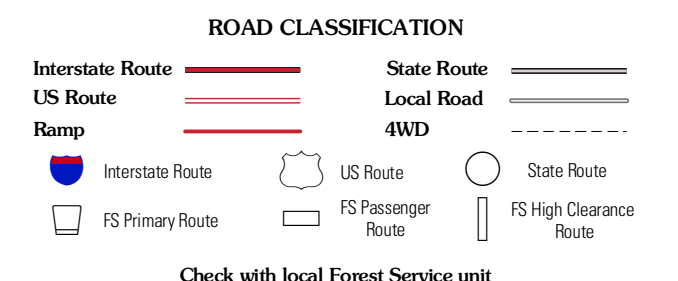 ROAD CLASSIFICATION
Interstate Route
State Route
US Route
Local Road
Ramp
4WD
Interstate Route
US Route
State Route
FS Primary Route
FS Passenger
Route
FS High Clearance
Route
Check with local Forest Service unit